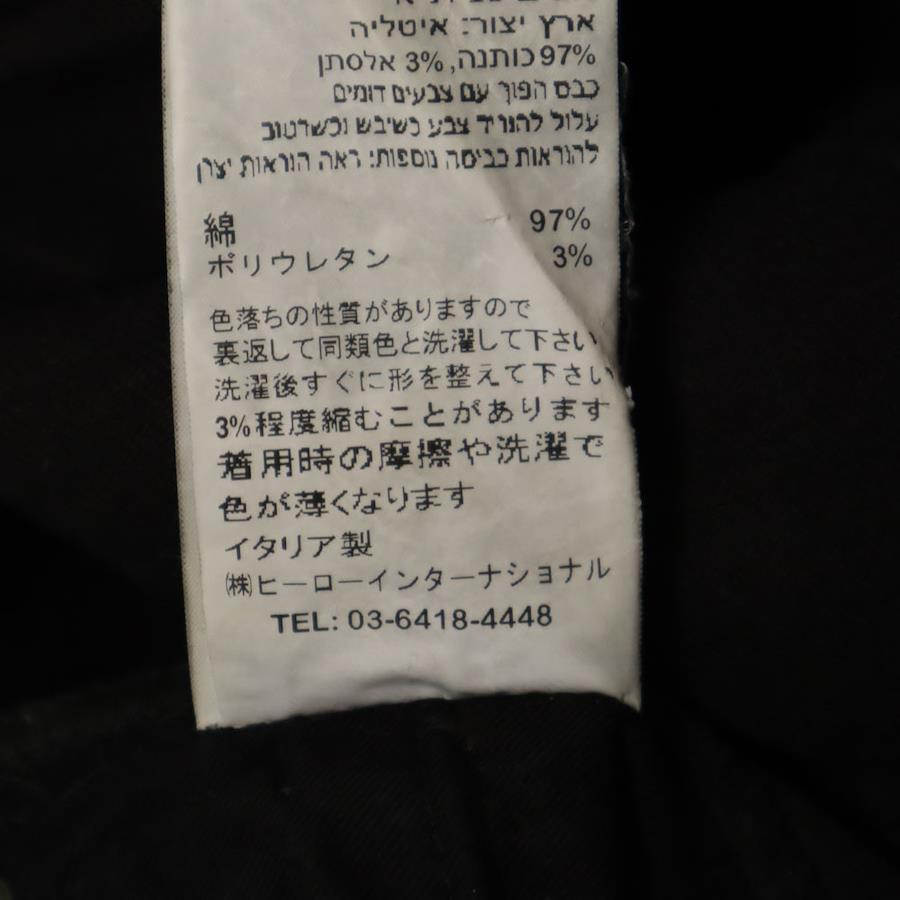 ארץ יצור: איטליה
97% כותנה, 3% אלסתן
כבס הפוך עם צבעים דומים
עלול להוריד צבע כשיבש וכשרטוב
להוראות כביסה נוספות: ראה הוראות יצרן
綿 97%
ポリウレタン 3%
色落ちの性質がありますので
裏返して同類色と洗濯して下さい
洗濯後すぐに形を整えて下さい
3%程度縮むことがあります
着用時の摩擦や洗濯で
色が薄くなります
イタリア製
㈱ヒーローインターナショナル
TEL: 03-6418-4448